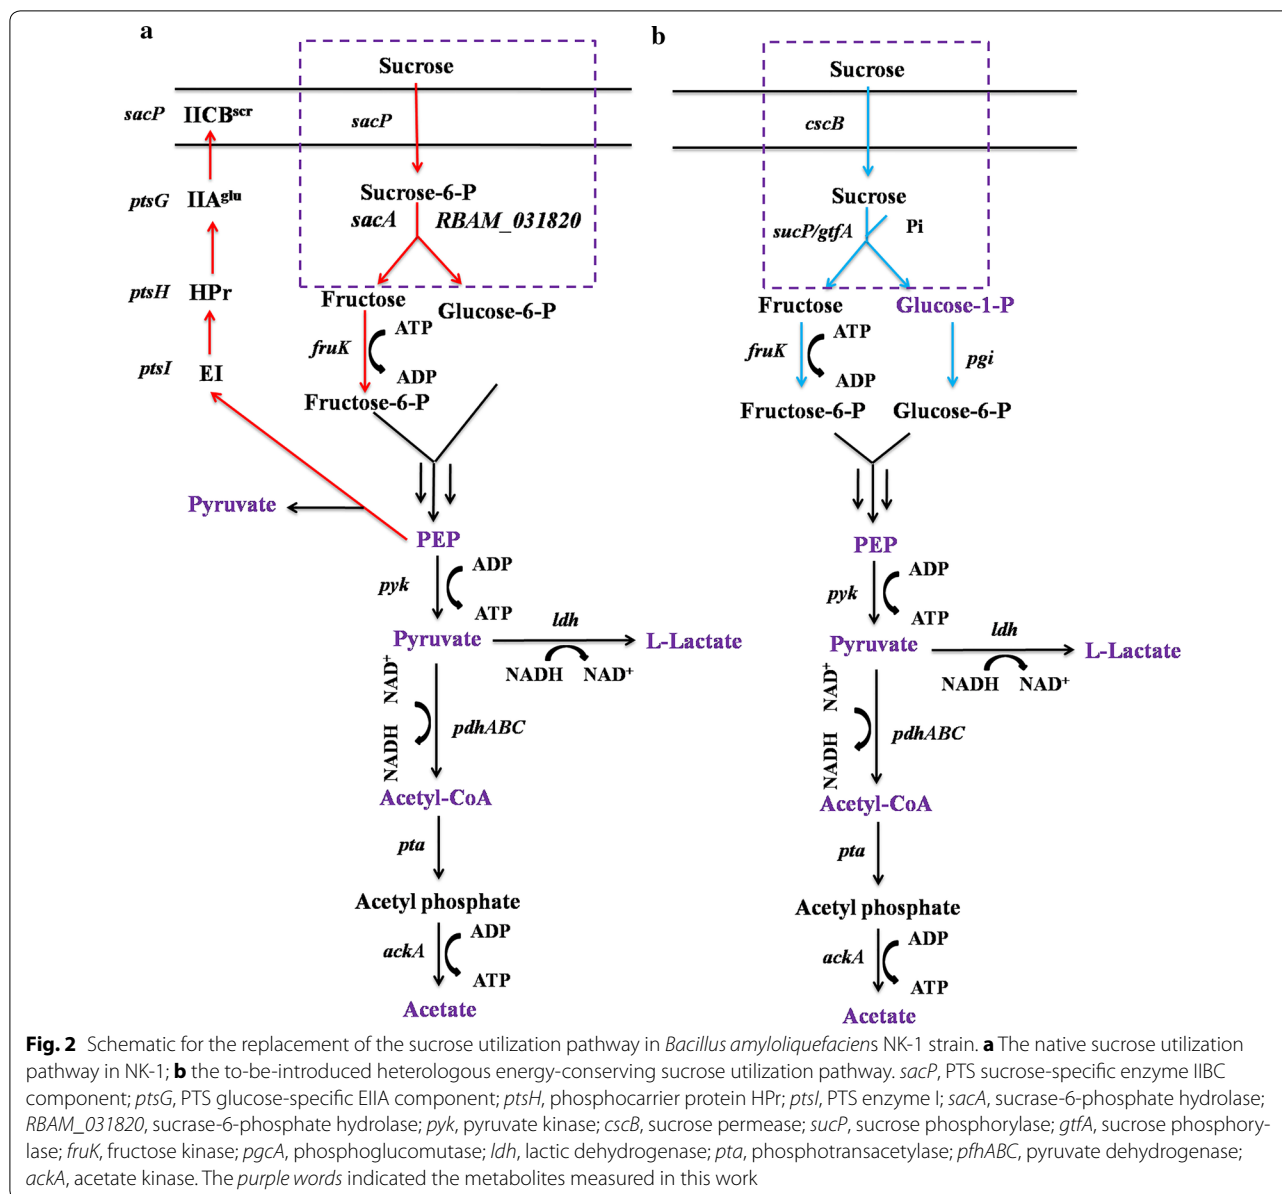 a
Sucrose
sacP IICBscr
sacP
ptsG IIAglu
Sucrose-6-P
sacA RBAM_031820
ptsH HPr
Fructose
Glucose-6-P
ATP
fruK
ptsI EI
ADP
Fructose-6-P
Pyruvate
PEP
ADP
pyk
ATP
Pyruvate
ldh
L-Lactate
NADH NAD+
NAD+
NADH
pdhABC
Acetyl-CoA
pta
Acetyl phosphate
ADP
ackA
ATP
Acetate
b
Sucrose
cscB
Sucrose
sucP/gtfA
Pi
Fructose
Glucose-1-P
ATP
fruK
pgi
ADP
Fructose-6-P
Glucose-6-P
PEP
ADP
pyk
ATP
Pyruvate
ldh
L-Lactate
NADH NAD+
NAD+
NADH
pdhABC
Acetyl-CoA
pta
Acetyl phosphate
ADP
ackA
ATP
Acetate
Fig. 2 Schematic for the replacement of the sucrose utilization pathway in Bacillus amyloliquefaciens NK-1 strain. a The native sucrose utilization
pathway in NK-1; b the to-be-introduced heterologous energy-conserving sucrose utilization pathway. sacP, PTS sucrose-specific enzyme IIBC
component; ptsG, PTS glucose-specific EIIA component; ptsH, phosphocarrier protein HPr; ptsI, PTS enzyme I; sacA, sucrase-6-phosphate hydrolase;
RBAM_031820, sucrase-6-phosphate hydrolase; pyk, pyruvate kinase; cscB, sucrose permease; sucP, sucrose phosphorylase; gtfA, sucrose phosphory-
lase; fruK, fructose kinase; pgcA, phosphoglucomutase; ldh, lactic dehydrogenase; pta, phosphotransacetylase; pfhABC, pyruvate dehydrogenase;
ackA, acetate kinase. The purple words indicated the metabolites measured in this work